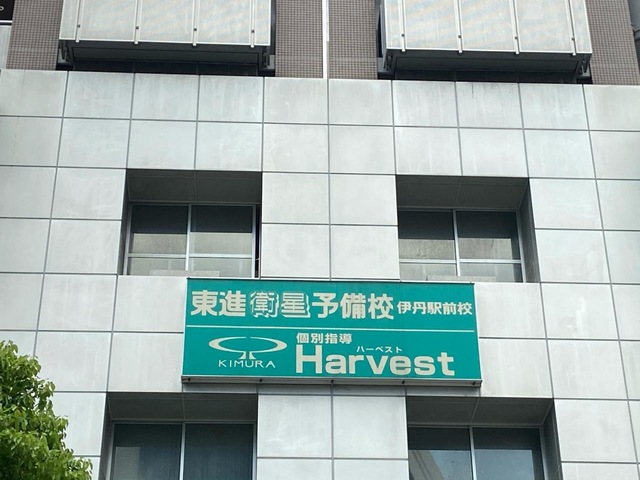 東進衛星予備校 伊丹駅前校
個別指導
ハーベスト
Harvest
KIMURA